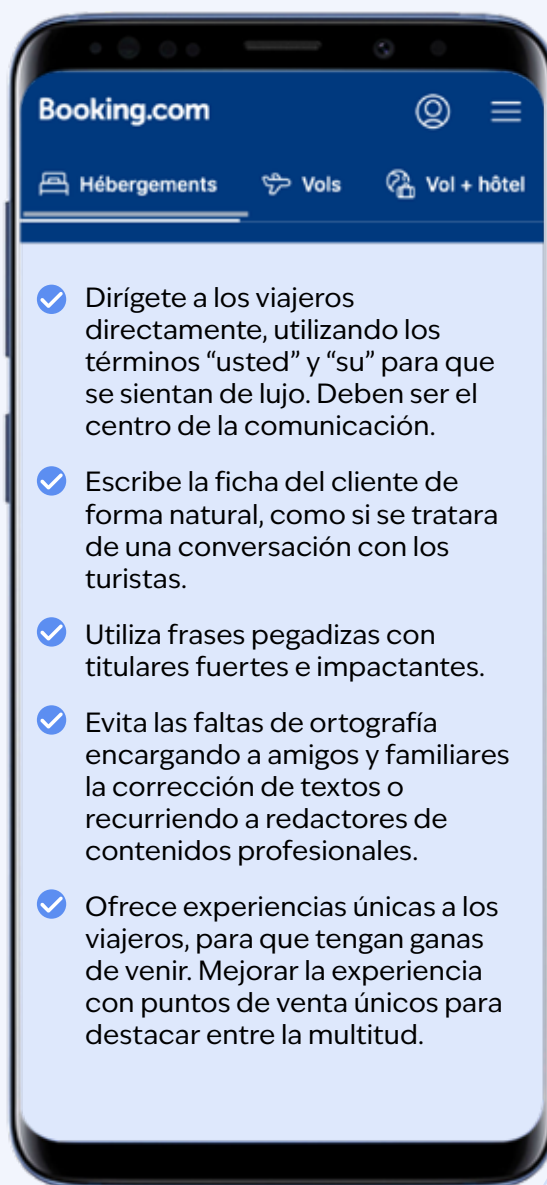 Booking.com
Hébergements Vols Vol + hôtel
Dirígete a los viajeros
directamente, utilizando los
términos “usted” y “su” para que
se sientan de lujo. Deben ser el
centro de la comunicación.
Escribe la ficha del cliente de
forma natural, como si se tratara
de una conversación con los
turistas.
Utiliza frases pegadizas con
titulares fuertes e impactantes.
Evita las faltas de ortografía
encargando a amigos y familiares
la corrección de textos o
recurriendo a redactores de
contenidos profesionales.
Ofrece experiencias únicas a los
viajeros, para que tengan ganas
de venir. Mejorar la experiencia
con puntos de venta únicos para
destacar entre la multitud.